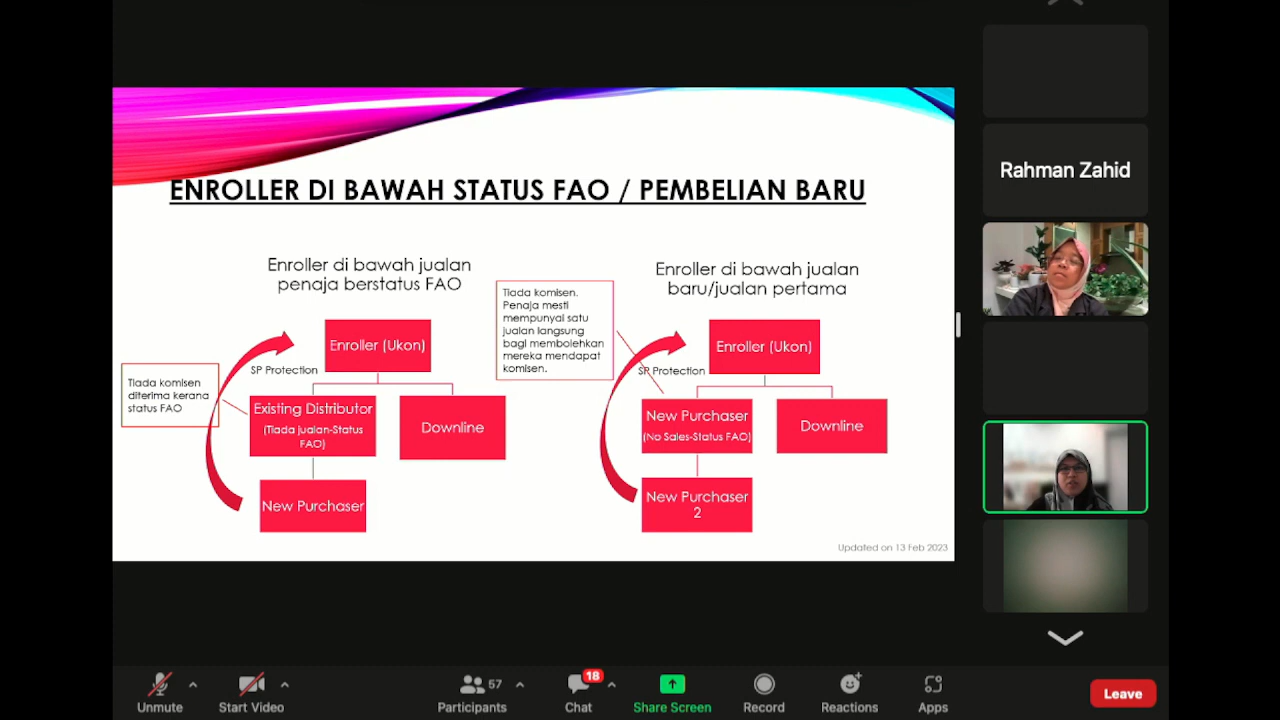 ENROLLER DI BAWAH STATUS FAO / PEMBELIAN BARU
Enroller di bawah jualan
penaja berstatus FAO
Enroller (Ukon)
SP Protection
Tiada komisen
diterima kerana
status FAO
Existing Distributor
(Tiada Jualan-Status
FAO)
Downline
New Purchaser
Enroller di bawah jualan
baru/jualan pertama
Tiada komisen.
Penaja mesti
mempunyai satu
jualan langsung
bagi membolehkan
mereka mendapat
komisen.
Enroller (Ukon)
SP Protection
New Purchaser
(No Sales-Status FAO)
Downline
New Purchaser
2
Updated on 13 Feb 2023
Rahman Zahid
Unmute
Start Video
57
Participants
18
Chat
Share Screen
Record
Reactions
Apps
Leave